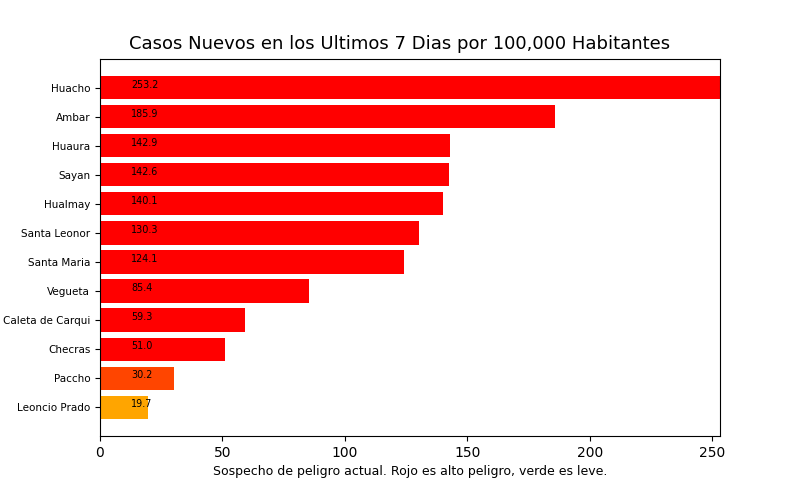 Casos Nuevos en los Ultimos 7 Dias por 100,000 Habitantes
Huacho 253.2
Ambar 185.9
Huaura 142.9
Sayan 142.6
Hualmay 140.1
Santa Leonor 130.3
Santa Maria 124.1
Vegueta 85.4
Caleta de Carqui 59.3
Checras 51.0
Paccho 30.2
Leoncio Prado 19.7
0 50 100 150 200 250
Sospecho de peligro actual. Rojo es alto peligro, verde es leve.